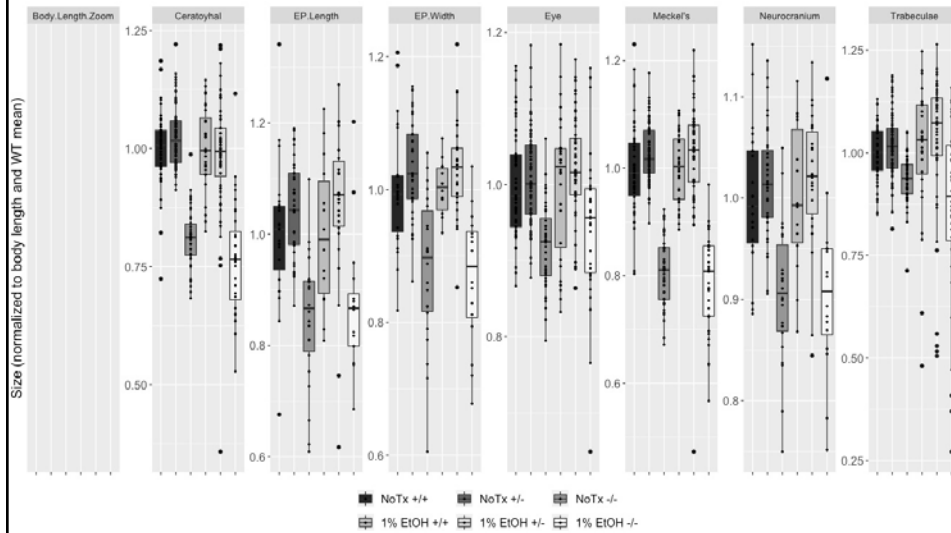 Body.Length.Zoom
Ceratoyhal
EP.Length
EP.Width
Eye
Meckel's
Neurocranium
Trabeculae
Size (normalized to body length and WT mean)
1.25
1.00
0.75
0.50
1.2
1.0
0.8
0.6
1.2
1.0
0.8
0.6
1.2
1.0
0.8
1.2
1.0
0.8
0.6
1.1
1.0
0.9
0.8
1.25
1.00
0.75
0.50
0.25
NoTx +/+ NoTx +/- NoTx -/-
1% EtOH +/+ 1% EtOH +/- 1% EtOH -/-